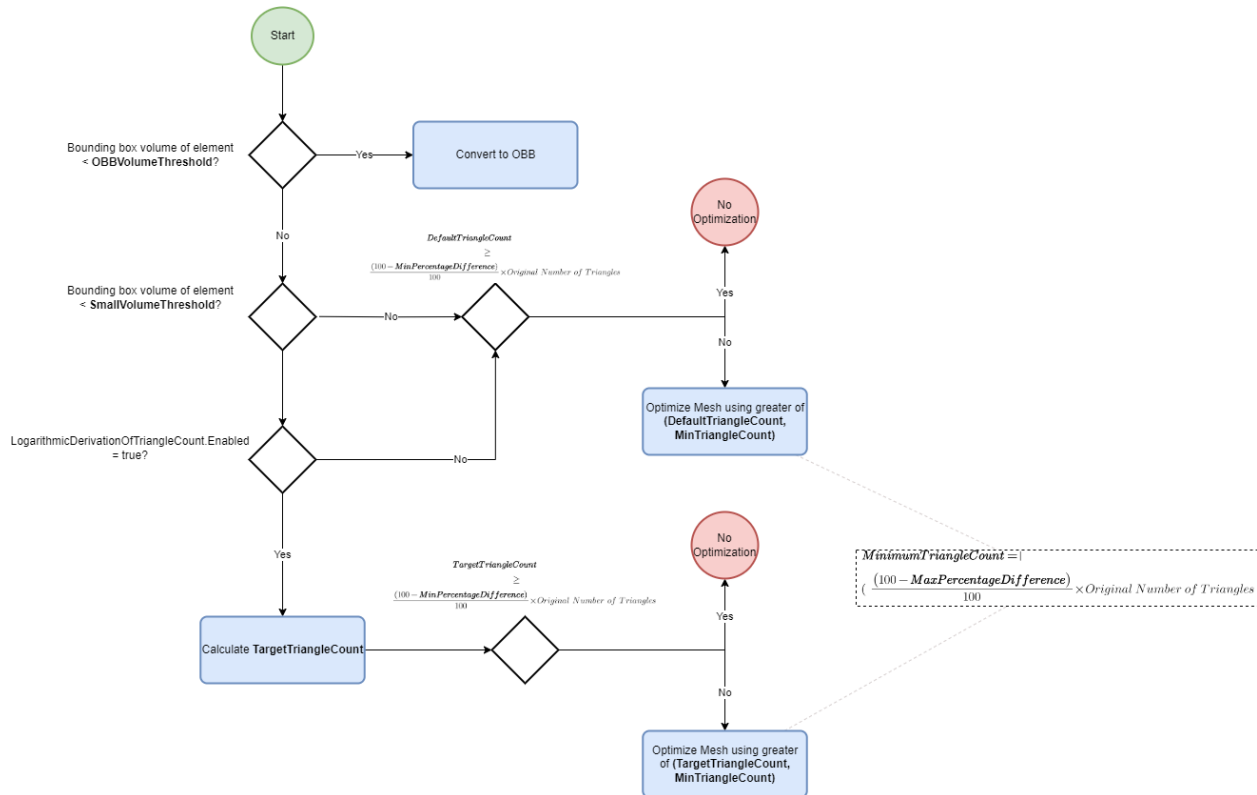 Start
Bounding box volume of element
< OBBVolumeThreshold?
Yes
Convert to OBB
No
No
Optimization
DefaultTriangleCount
≥
(100 − MinPercentageDifference)
100
×Original Number of Triangles
Bounding box volume of element
< SmallVolumeThreshold?
No
Yes
No
Optimize Mesh using greater of
(DefaultTriangleCount,
MinTriangleCount)
LogarithmicDerivationOfTriangleCount.Enabled
= true?
No
Yes
No
Optimization
TargetTriangleCount
≥
(100 − MinPercentageDifference)
100
×Original Number of Triangles
MinimumTriangleCount =|
( (100 − MaxPercentageDifference)
100
×Original Number of Triangles
Yes
Calculate TargetTriangleCount
No
Optimize Mesh using greater
of (TargetTriangleCount,
MinTriangleCount)